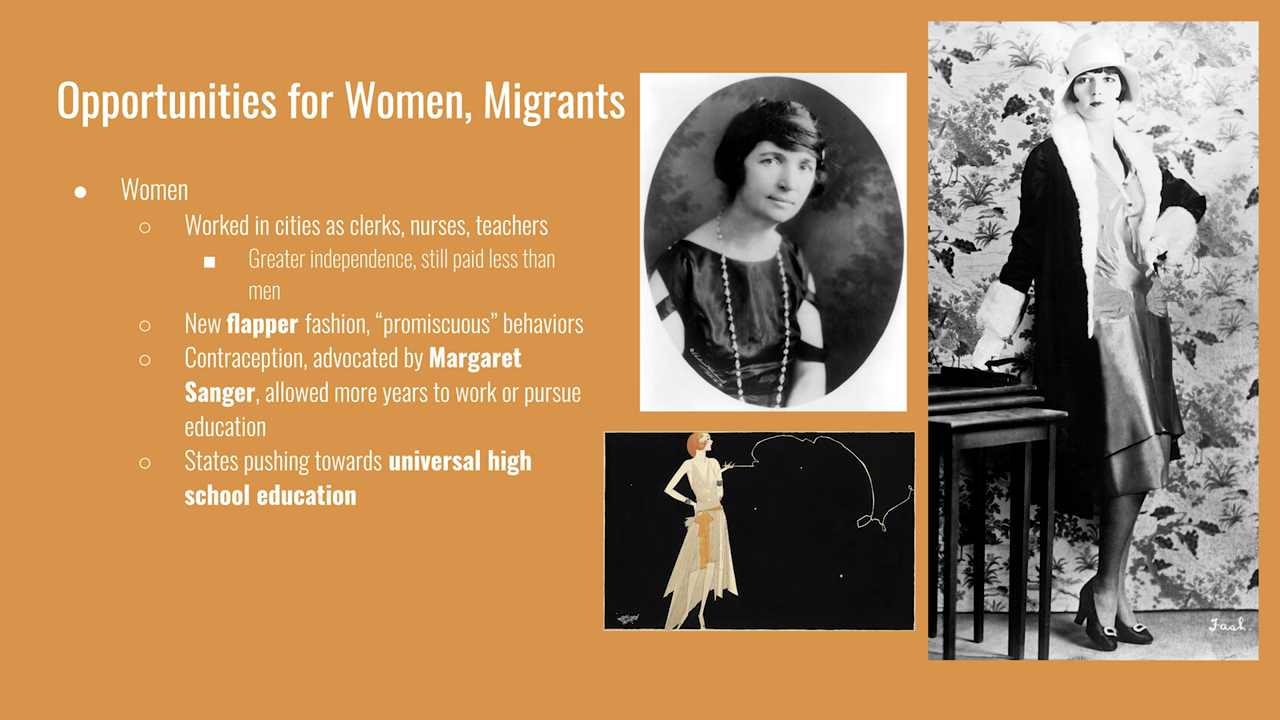 Opportunities for Women, Migrants
● Women
○ Worked in cities as clerks, nurses, teachers
■ Greater independence, still paid less than
men
○ New flapper fashion, “promiscuous” behaviors
○ Contraception, advocated by Margaret
Sanger, allowed more years to work or pursue
education
○ States pushing towards universal high
school education